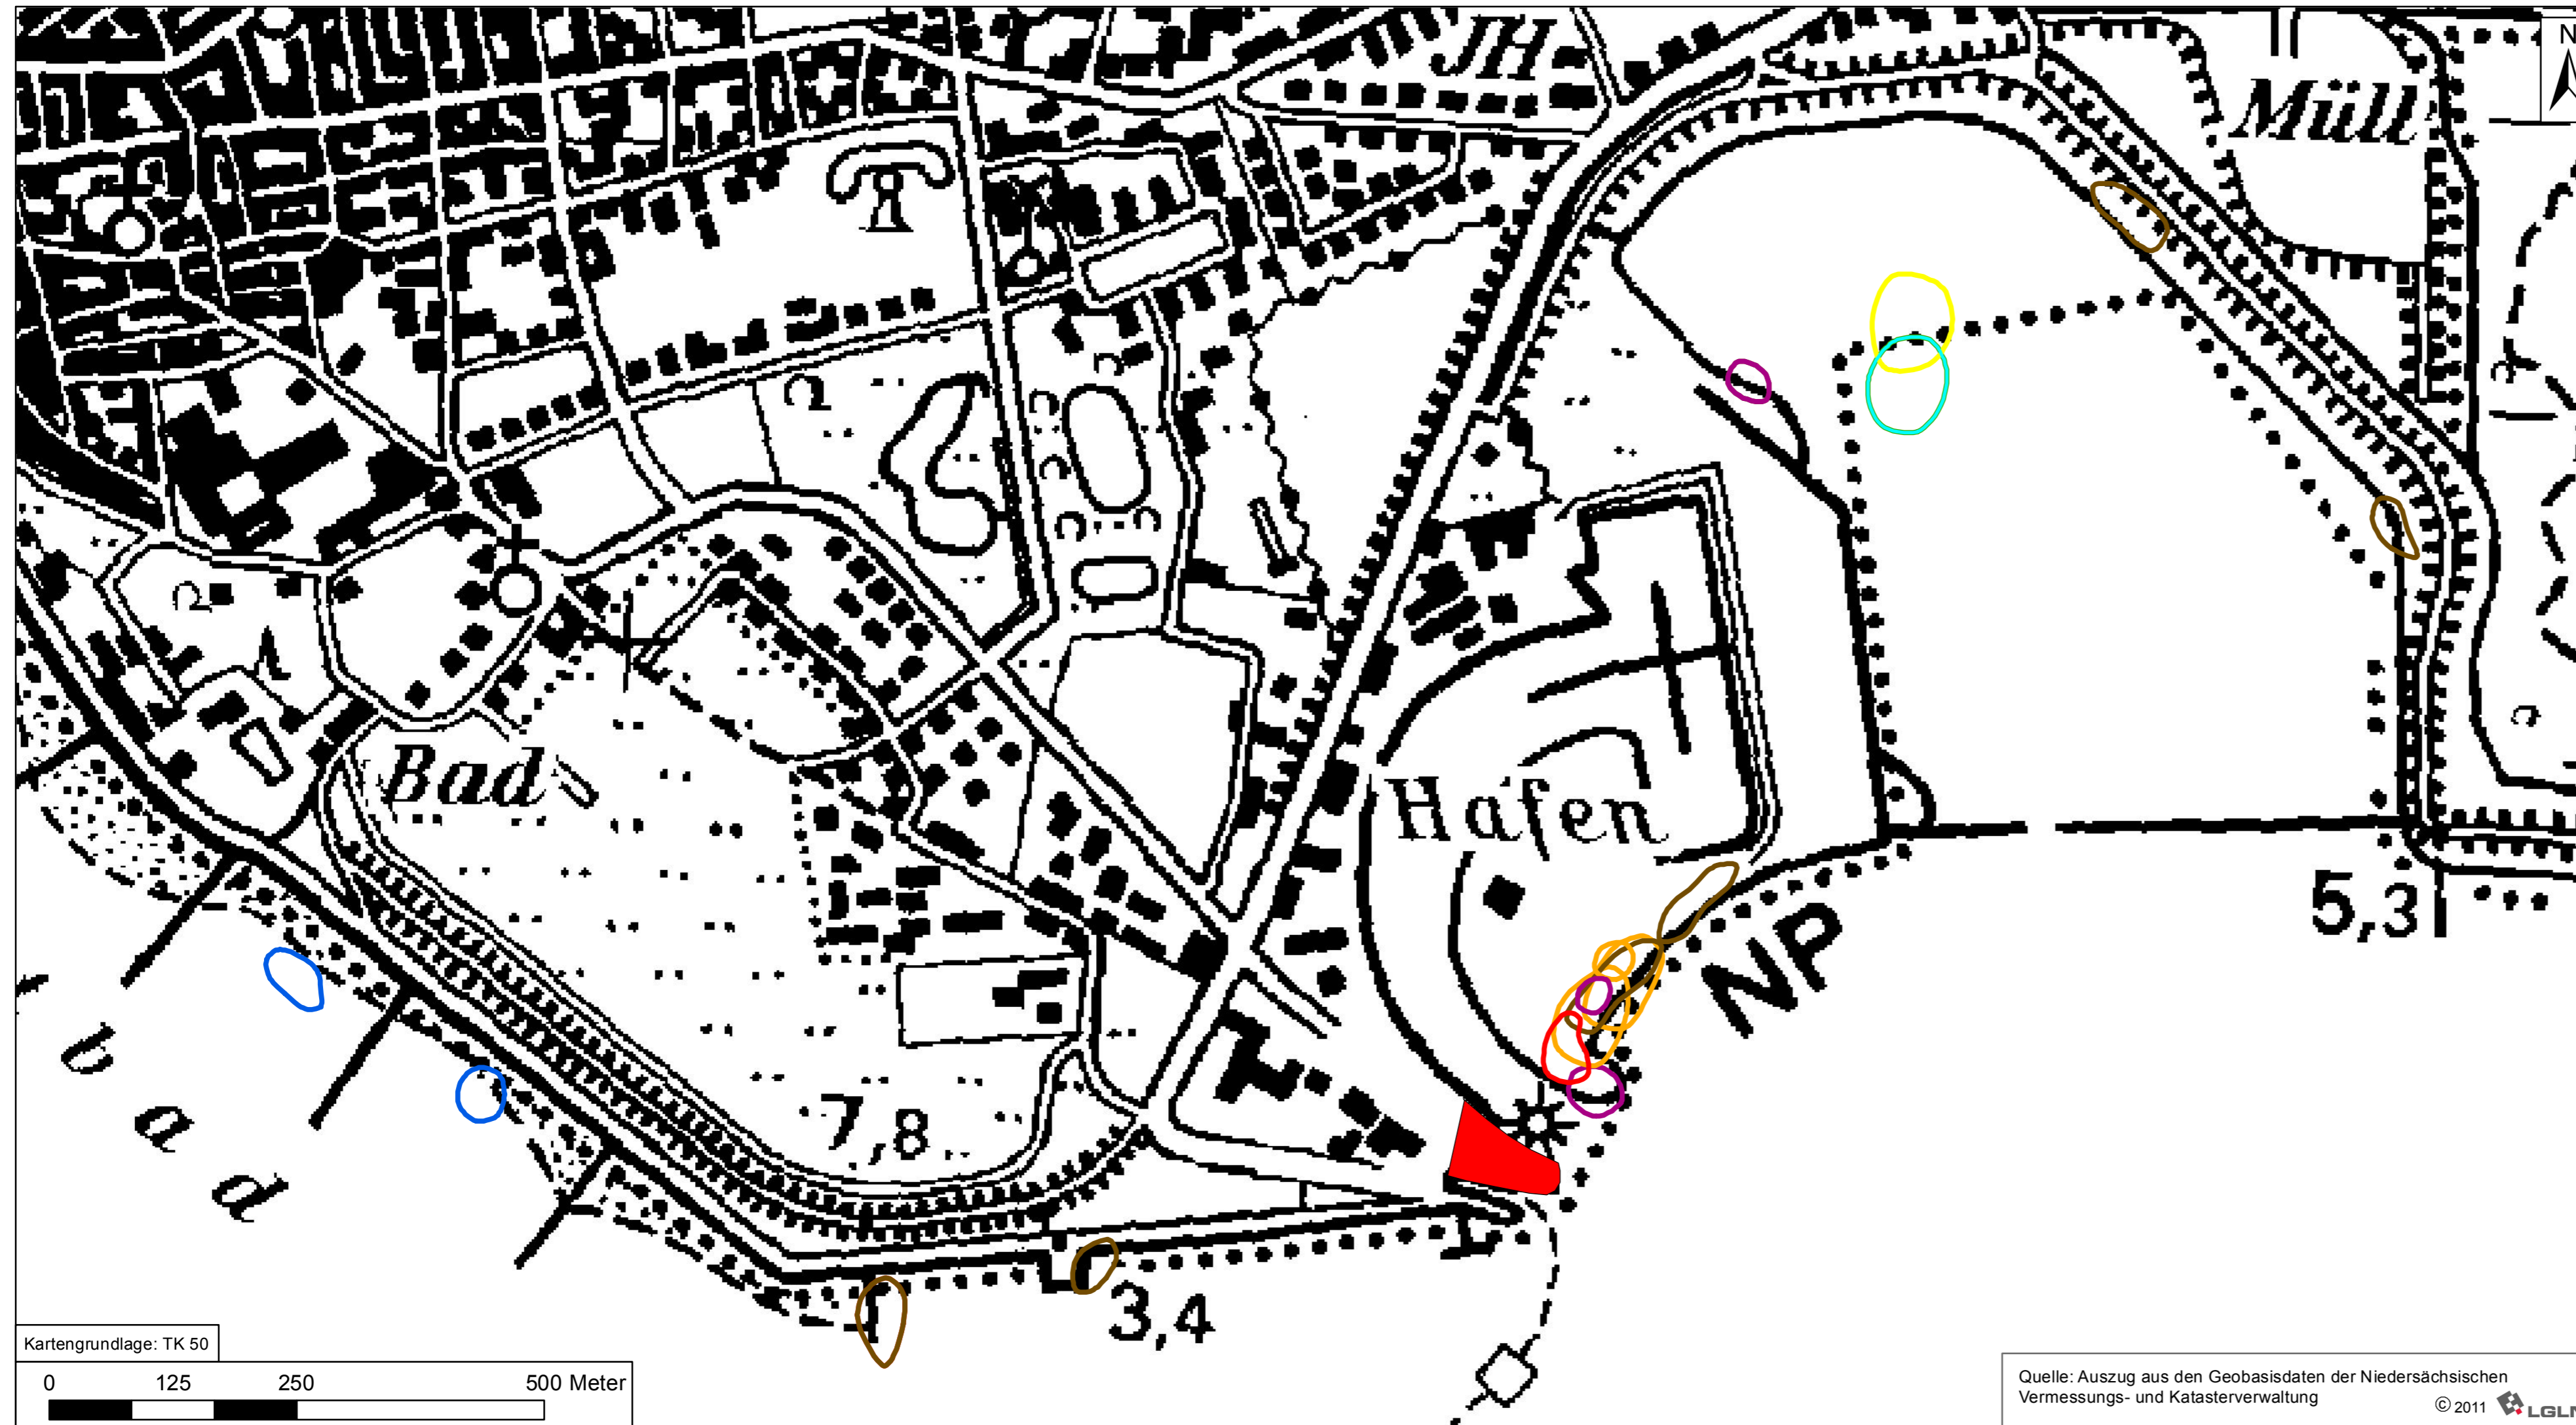 JH
Müll
N
Bad
Hafen
NP
5,3
b
a
d
7,8
3,4
Kartengrundlage: TK 50
0 125 250 500 Meter
Quelle: Auszug aus den Geobasisdaten der Niedersächsischen
Vermessungs- und Katasterverwaltung
© 2011 LGLN